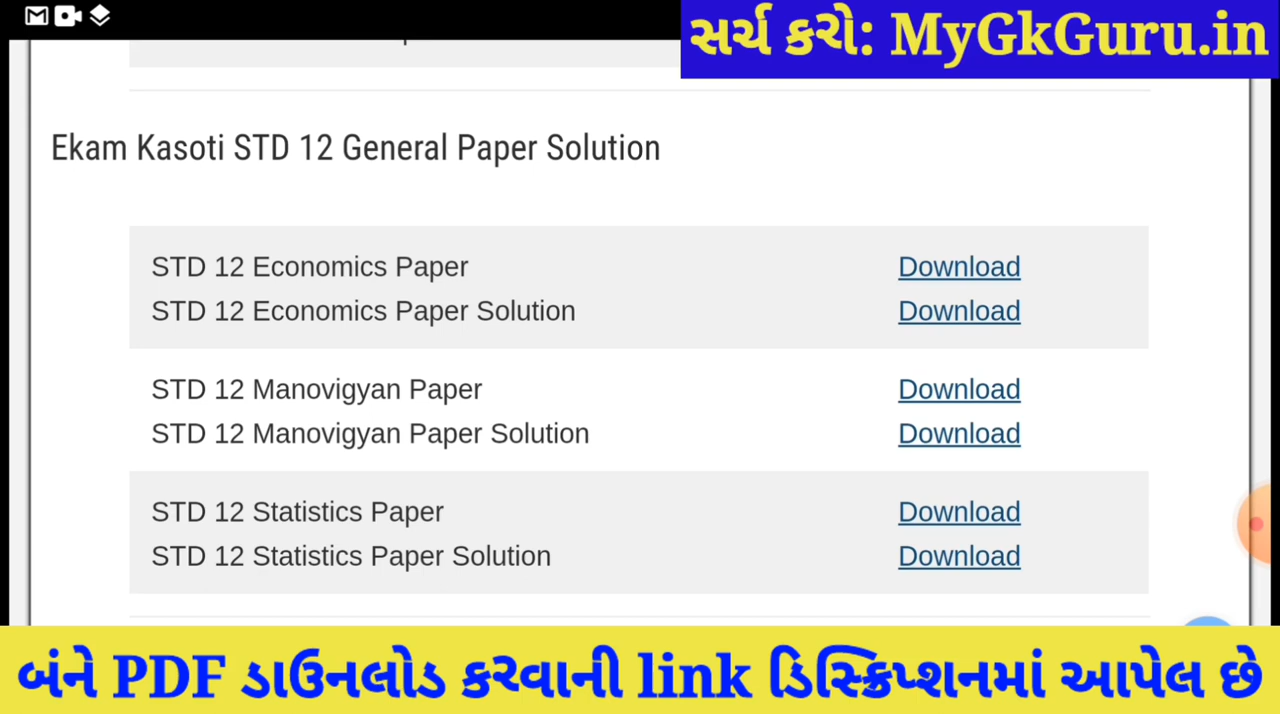 સર્ચ કરો: MyGkGuru.in
Ekam Kasoti STD 12 General Paper Solution
STD 12 Economics Paper Download
STD 12 Economics Paper Solution Download
STD 12 Manovigyan Paper Download
STD 12 Manovigyan Paper Solution Download
STD 12 Statistics Paper Download
STD 12 Statistics Paper Solution Download
બંને PDF ડાઉનલોડ કરવાની link ડિસ્ક્રિપ્શનમાં આપેલ છે